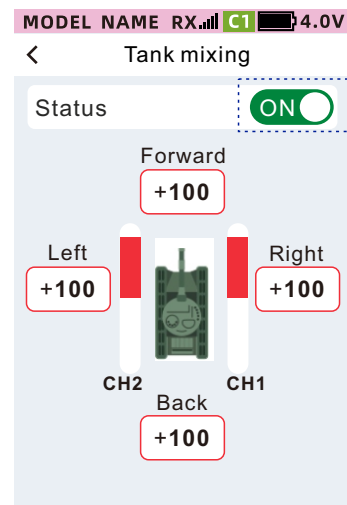 MODEL NAME RX C1 4.0V
Tank mixing
Status ON
Forward
+100
Left Right
+100 +100
CH2 CH1
Back
+100